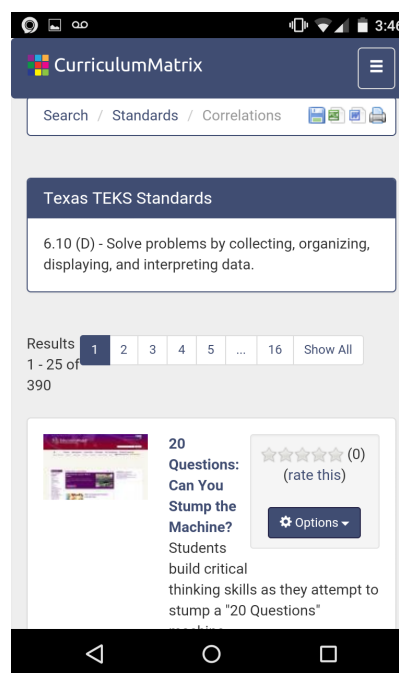 3:46
CurriculumMatrix
Search / Standards / Correlations
Texas TEKS Standards
6.10 (D) - Solve problems by collecting, organizing,
displaying, and interpreting data.
Results 1 2 3 4 5 ... 16 Show All
1 - 25 of
390
20
Questions:
Can You
Stump the
Machine?
(0)
(rate this)
Options
Students
build critical
thinking skills as they attempt to
stump a "20 Questions"